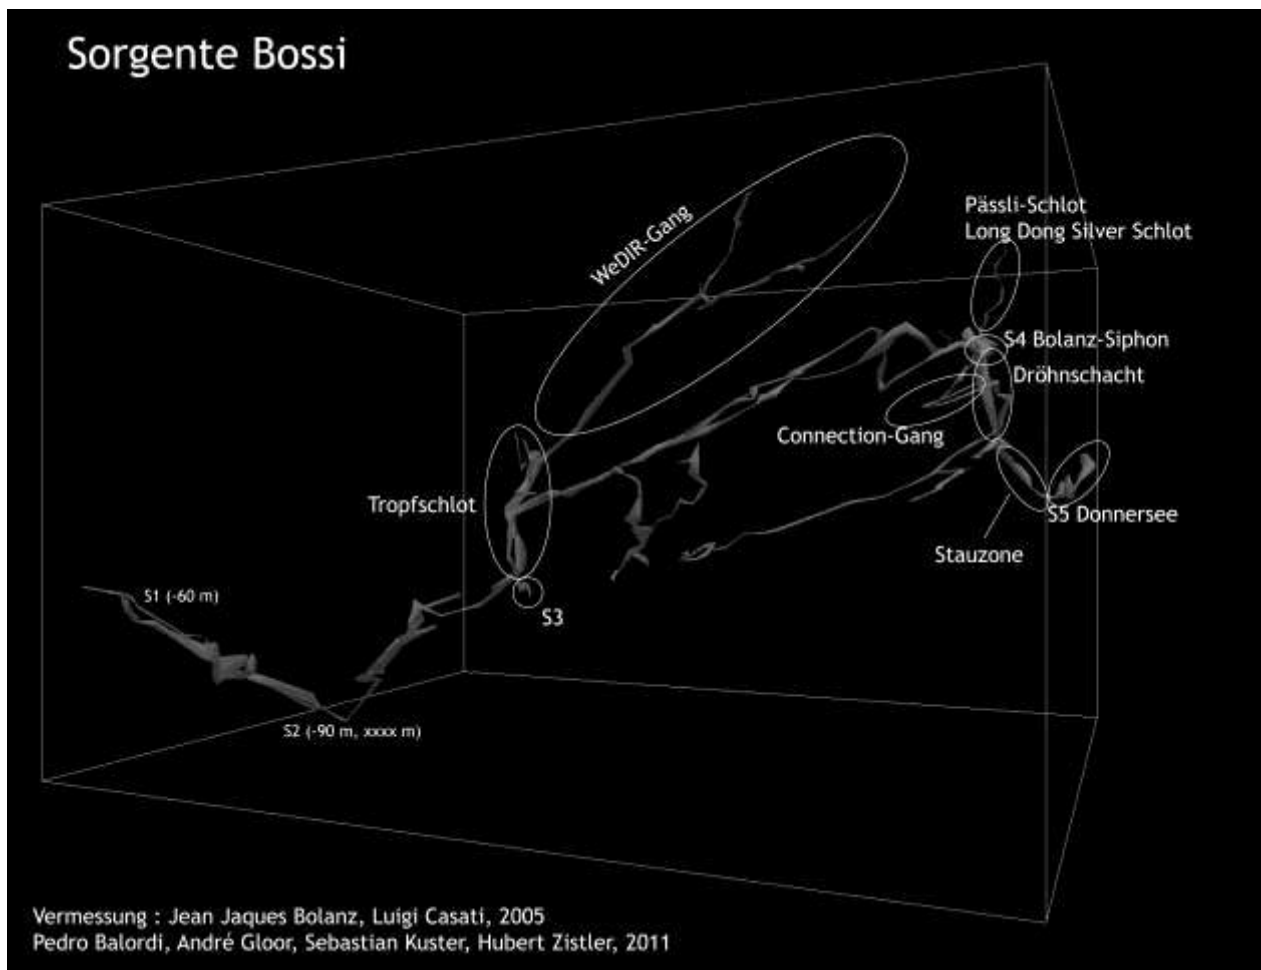 Sorgente Bossi
WeDIR-Gang
Pässli-Schlot
Long Dong Silver Schlot
S4 Bolanz-Siphon
Dröhnschacht
Connection-Gang
Tropfschlot
S5 Donnersee
Stauzone
S1 (-60 m)
S3
S2 (-90 m, xxxx m)
Vermessung : Jean Jaques Bolanz, Luigi Casati, 2005
Pedro Balordi, André Gloor, Sebastian Kuster, Hubert Zistler, 2011